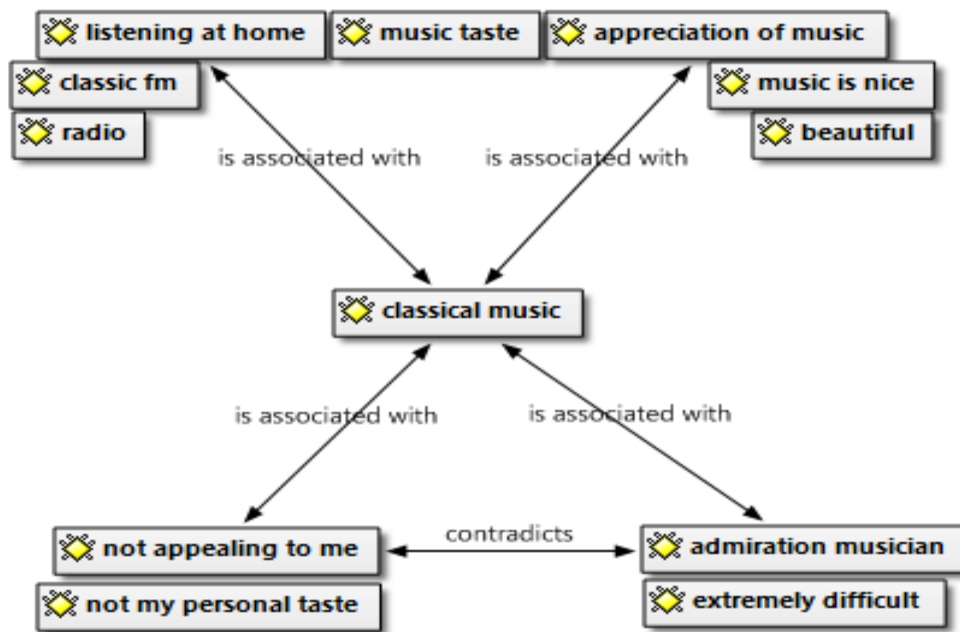 listening at home
music taste
appreciation of music
classic fm
music is nice
radio
beautiful
is associated with
is associated with
classical music
is associated with
is associated with
contradicts
not appealing to me
admiration musician
not my personal taste
extremely difficult